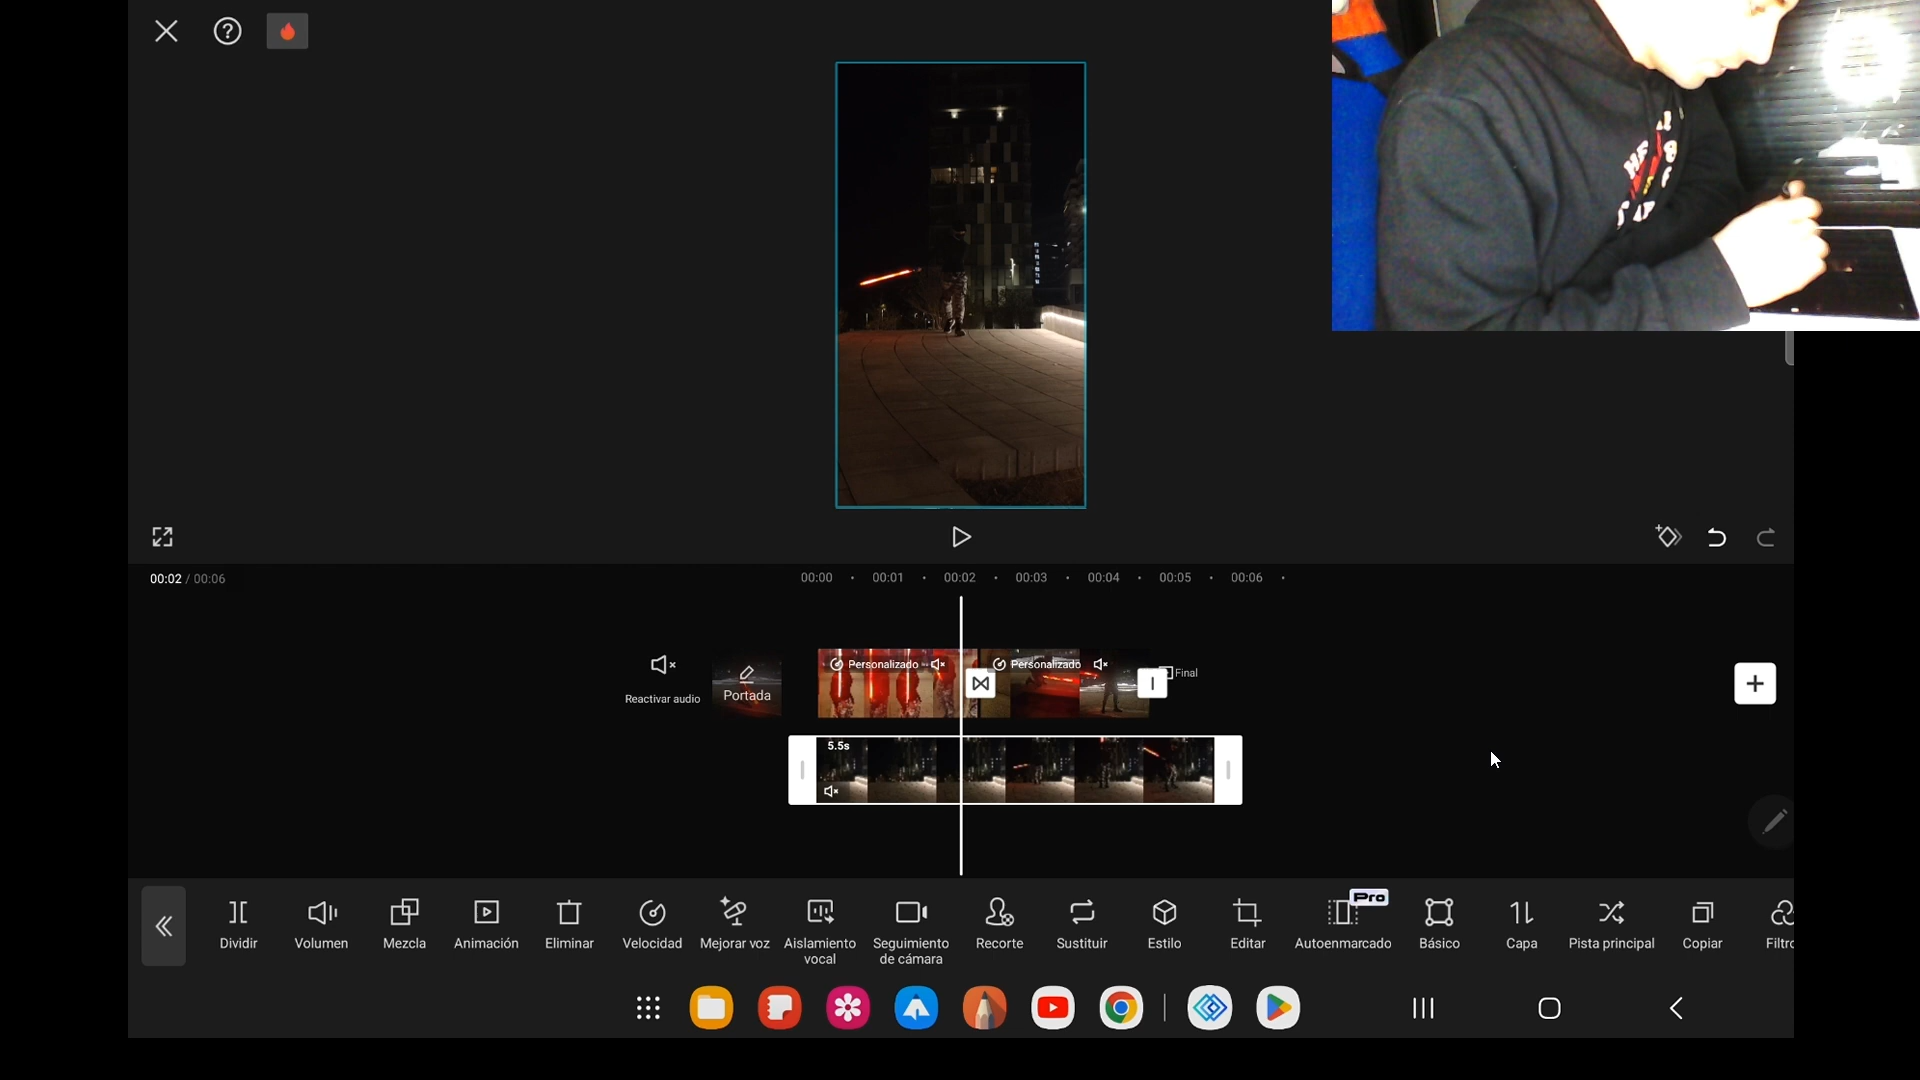 00:02 / 00:06
00:00
00:01
00:02
00:03
00:04
00:05
00:06
Reactivar audio
Portada
Personalizado
Personalizado
Final
5.5s
Dividir
Volumen
Mezcla
Animación
Eliminar
Velocidad
Mejorar voz
Aislamiento
vocal
Seguimiento
de cámara
Recorte
Sustituir
Estilo
Editar
Pro
Autoenmarcado
Básico
Capa
Pista principal
Copiar